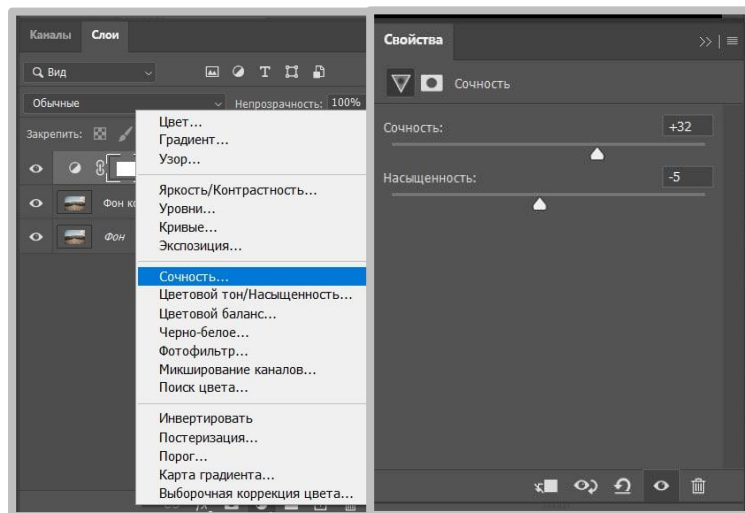 Каналы Слои
Вид
Обычные Непрозрачность: 100%
Закрепить:
Фон
Фон
Цвет...
Градиент...
Узор...
Яркость/Контрастность...
Уровни...
Кривые...
Экспозиция...
Сочность...
Цветовой тон/Насыщенность...
Цветовой баланс...
Черно-белое...
Фотофильтр...
Микширование каналов...
Поиск цвета...
Инвертировать
Постеризация...
Порог...
Карта градиента...
Выборочная коррекция цвета...
Свойства
Сочность
Сочность: +32
Насыщенность: -5